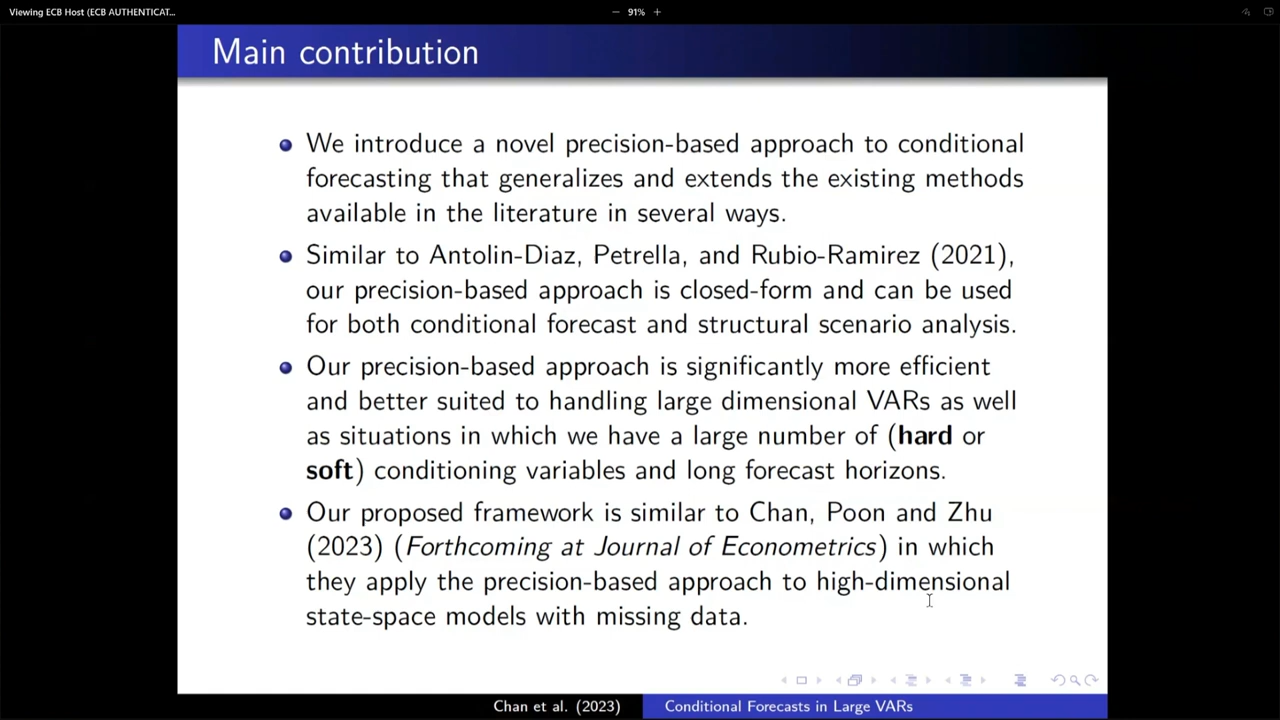 Viewing ECB Host (ECB AUTHENTICAT...
91%
Main contribution
We introduce a novel precision-based approach to conditional
forecasting that generalizes and extends the existing methods
available in the literature in several ways.
Similar to Antolin-Diaz, Petrella, and Rubio-Ramirez (2021),
our precision-based approach is closed-form and can be used
for both conditional forecast and structural scenario analysis.
Our precision-based approach is significantly more efficient
and better suited to handling large dimensional VARs as well
as situations in which we have a large number of (hard or
soft) conditioning variables and long forecast horizons.
Our proposed framework is similar to Chan, Poon and Zhu
(2023) (Forthcoming at Journal of Econometrics) in which
they apply the precision-based approach to high-dimensional
state-space models with missing data.
Chan et al. (2023)
Conditional Forecasts in Large VARs